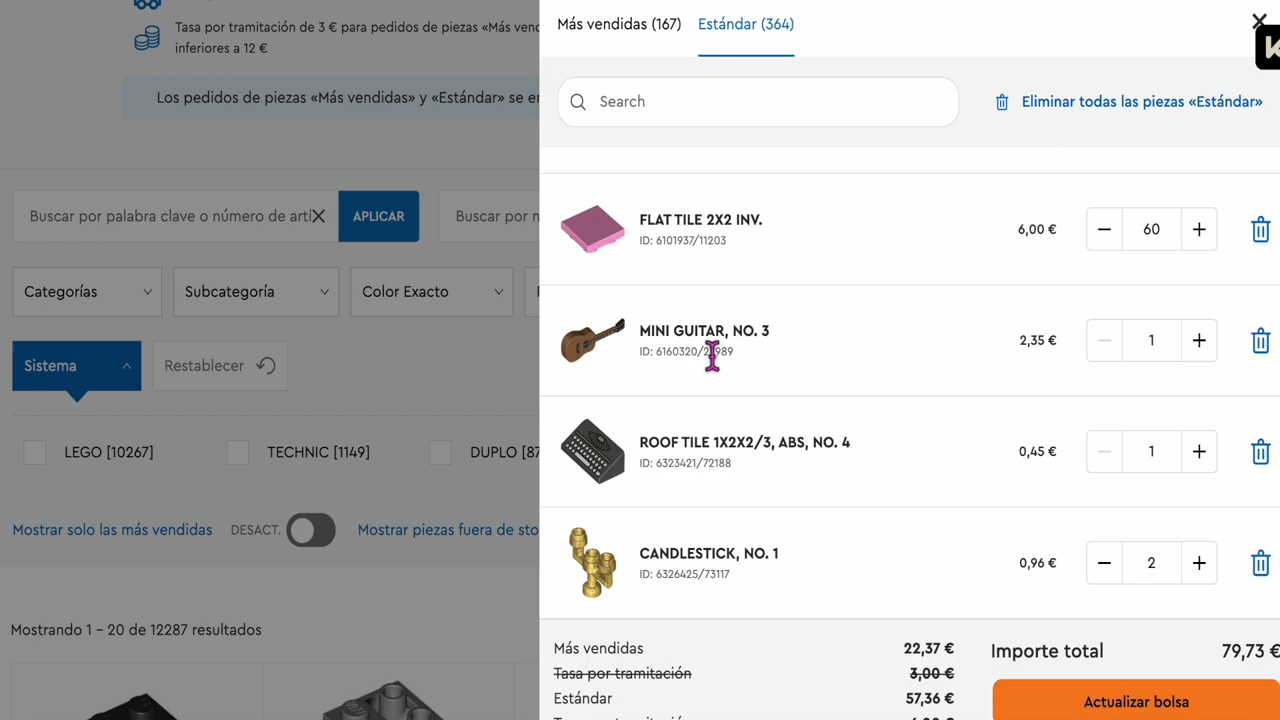 Tasa por tramitación de 3 € para pedidos de piezas «Más vend
inferiores a 12 €
Los pedidos de piezas «Más vendidas» y «Estándar» se en
Buscar por palabra clave o número de artí
APLICAR
Buscar por n
Categorías
Subcategoría
Color Exacto
Sistema
Restablecer
LEGO [10267]
TECHNIC [1149]
DUPLO [87
Mostrar solo las más vendidas
DESACT.
Mostrar piezas fuera de sto
Mostrando 1 – 20 de 12287 resultados
Más vendidas (167)
Estándar (364)
Search
Eliminar todas las piezas «Estándar»
FLAT TILE 2X2 INV.
ID: 6101937/11203
6,00 €
60
MINI GUITAR, NO. 3
ID: 6160320/2 989
2,35 €
1
ROOF TILE 1X2X2/3, ABS, NO. 4
ID: 6323421/72188
0,45 €
1
CANDLESTICK, NO. 1
ID: 6326425/73117
0,96 €
2
Más vendidas
22,37 €
Tasa por tramitación
3,00 €
Estándar
57,36 €
Importe total
79,73 €
Actualizar bolsa